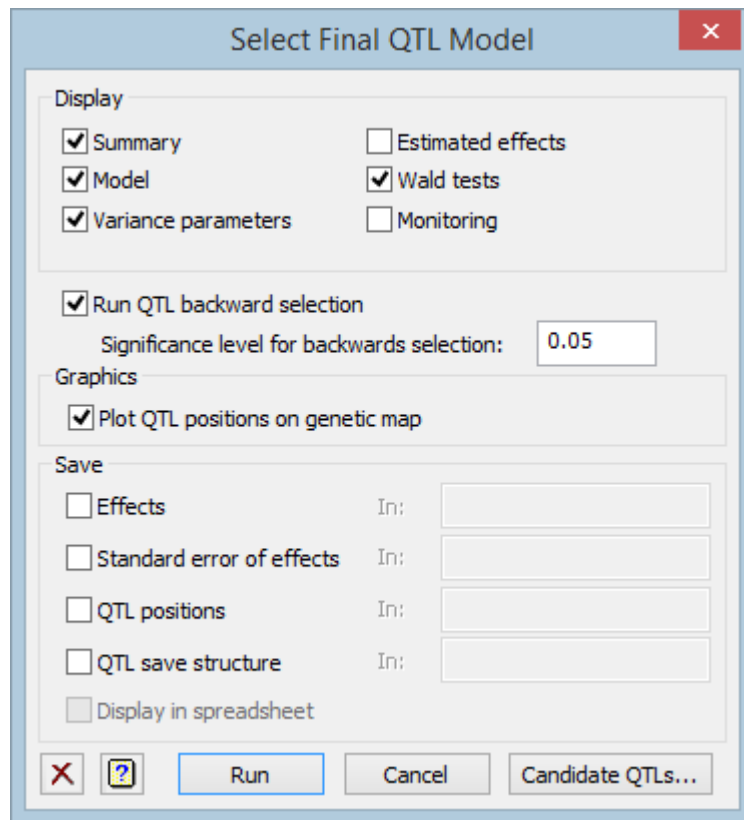 Select Final QTL Model
Display
Summary
Estimated effects
Model
Wald tests
Variance parameters
Monitoring
Run QTL backward selection
Significance level for backwards selection: 0.05
Graphics
Plot QTL positions on genetic map
Save
Effects In:
Standard error of effects In:
QTL positions In:
QTL save structure In:
Display in spreadsheet
Run Cancel Candidate QTLs...